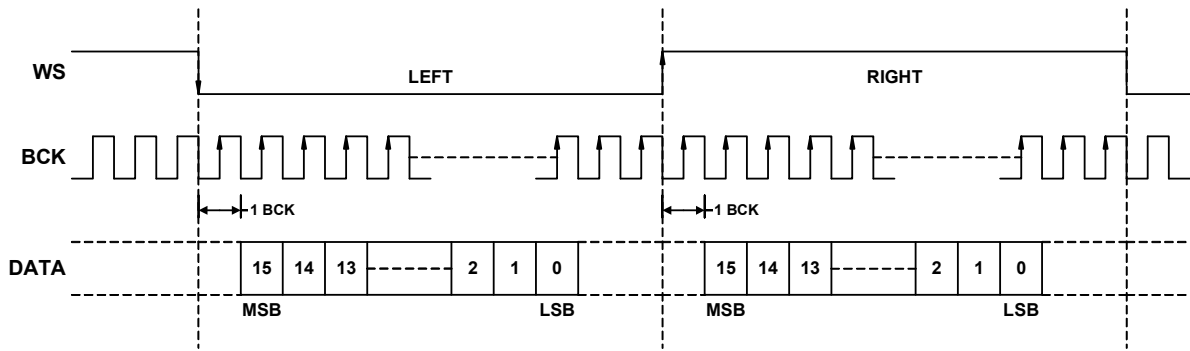 WS
LEFT
RIGHT
BCK
1 BCK
1 BCK
DATA
15 14 13 2 1 0 15 14 13 2 1 0
MSB LSB MSB LSB